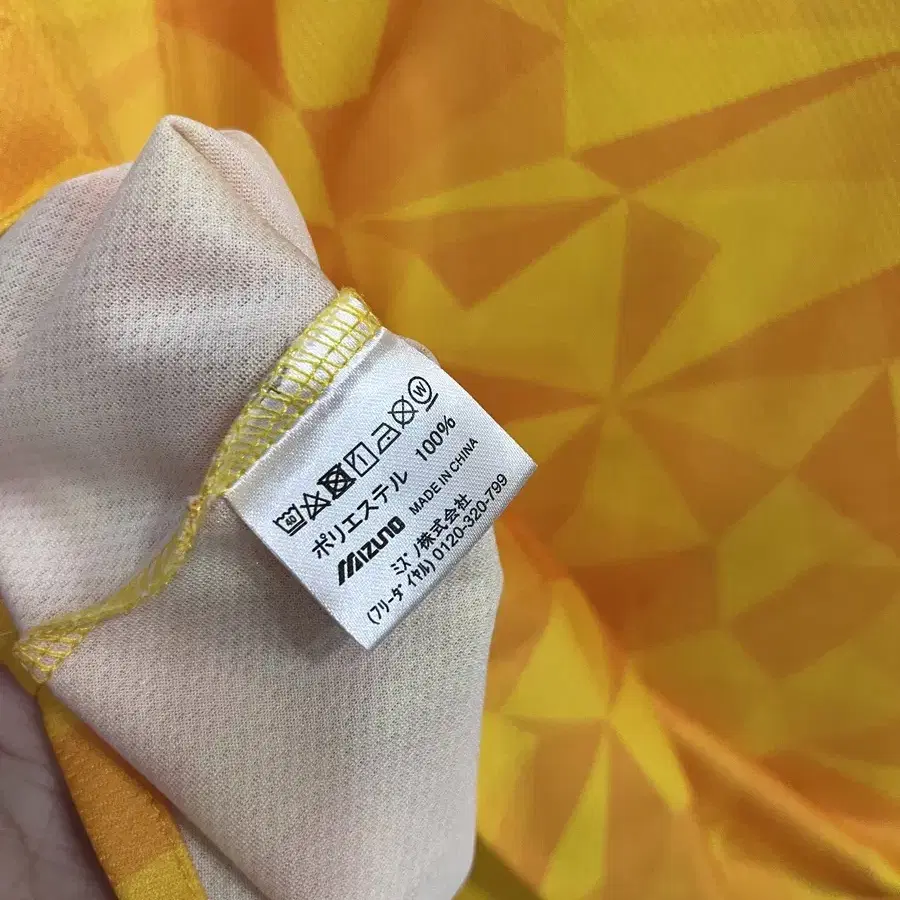 40 W
ポリエステル 100%
MIZUNO MADE IN CHINA
ミズノ株式会社
(フリーダイヤル) 0120-320-799